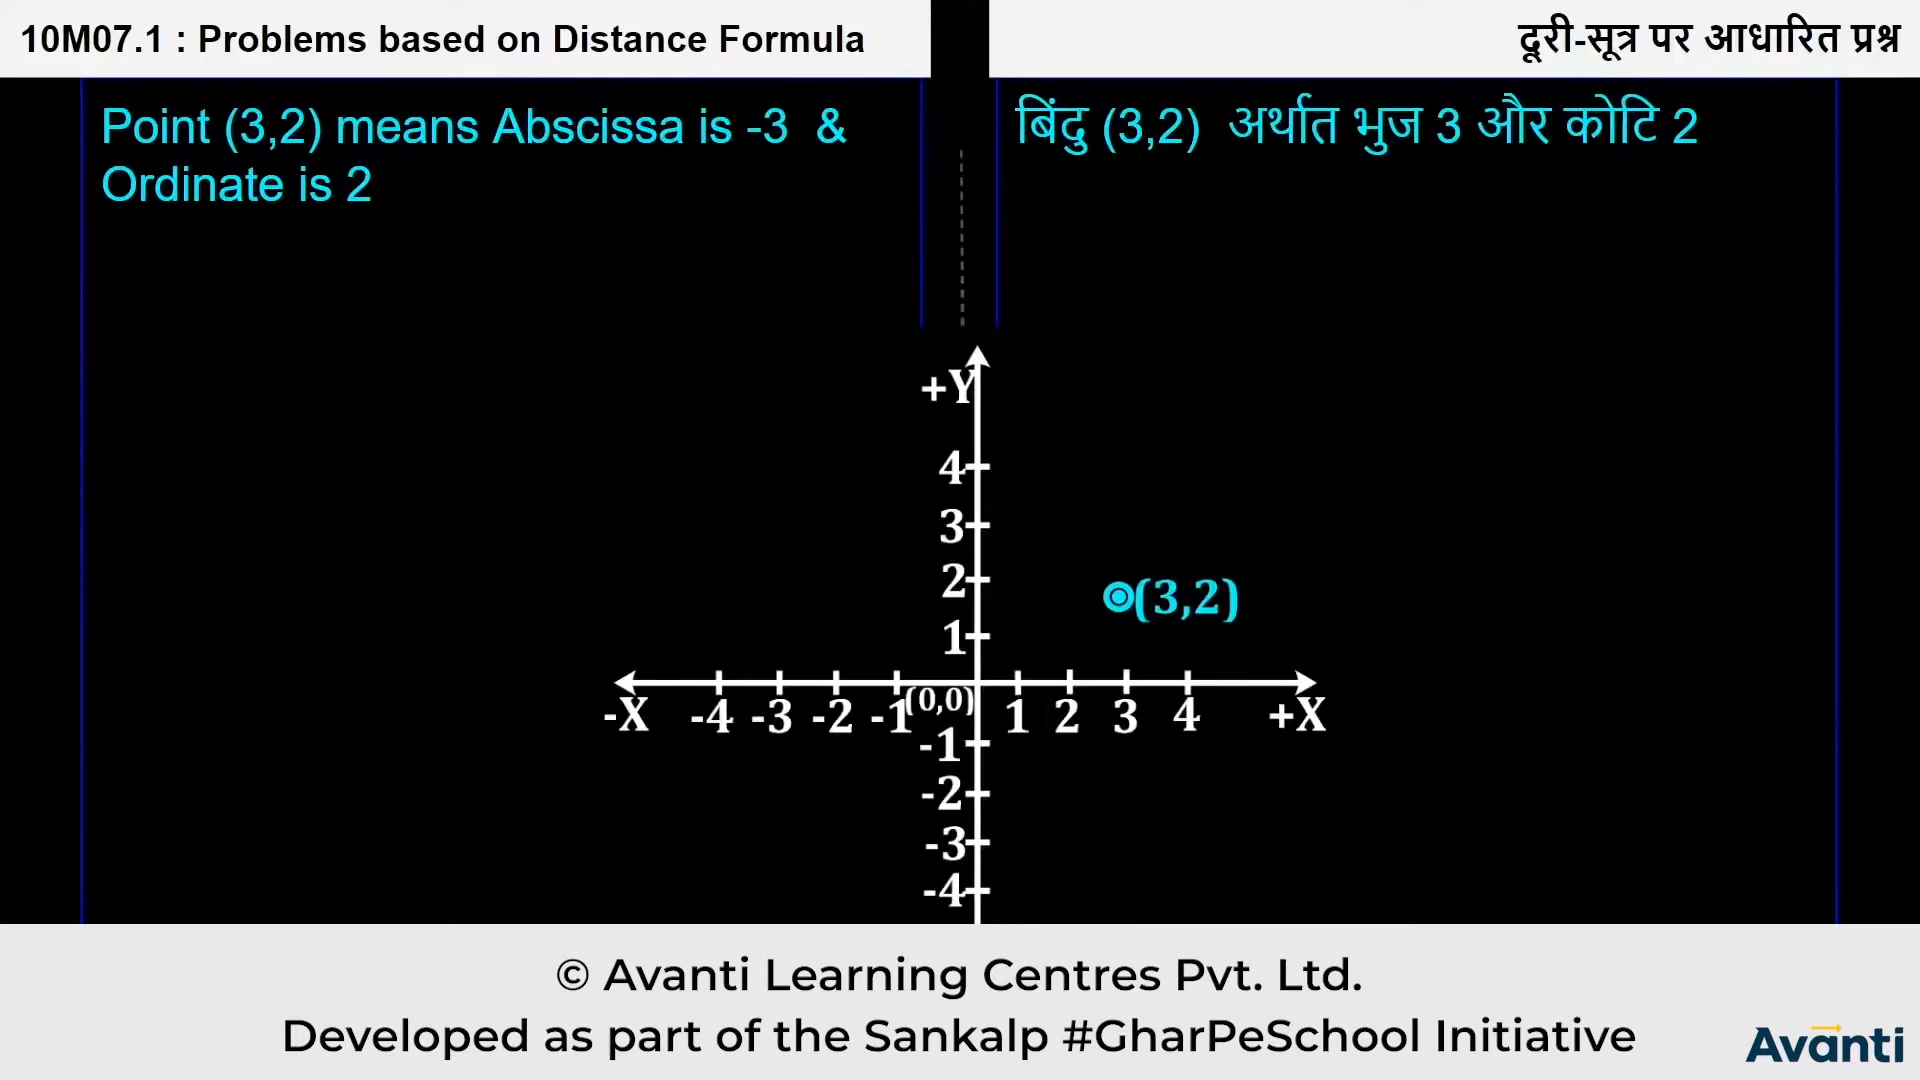 10M07.1 : Problems based on Distance Formula
दूरी-सूत्र पर आधारित प्रश्न
Point (3,2) means Abscissa is -3 &
Ordinate is 2
बिंदु (3,2) अर्थात भुज 3 और कोटि 2
+Y
4
3
2
(3,2)
1
-X -4 -3 -2 -1 (0,0) 1 2 3 4 +X
-1
-2
-3
-4
© Avanti Learning Centres Pvt. Ltd.
Developed as part of the Sankalp #GharPeSchool Initiative
Avanti